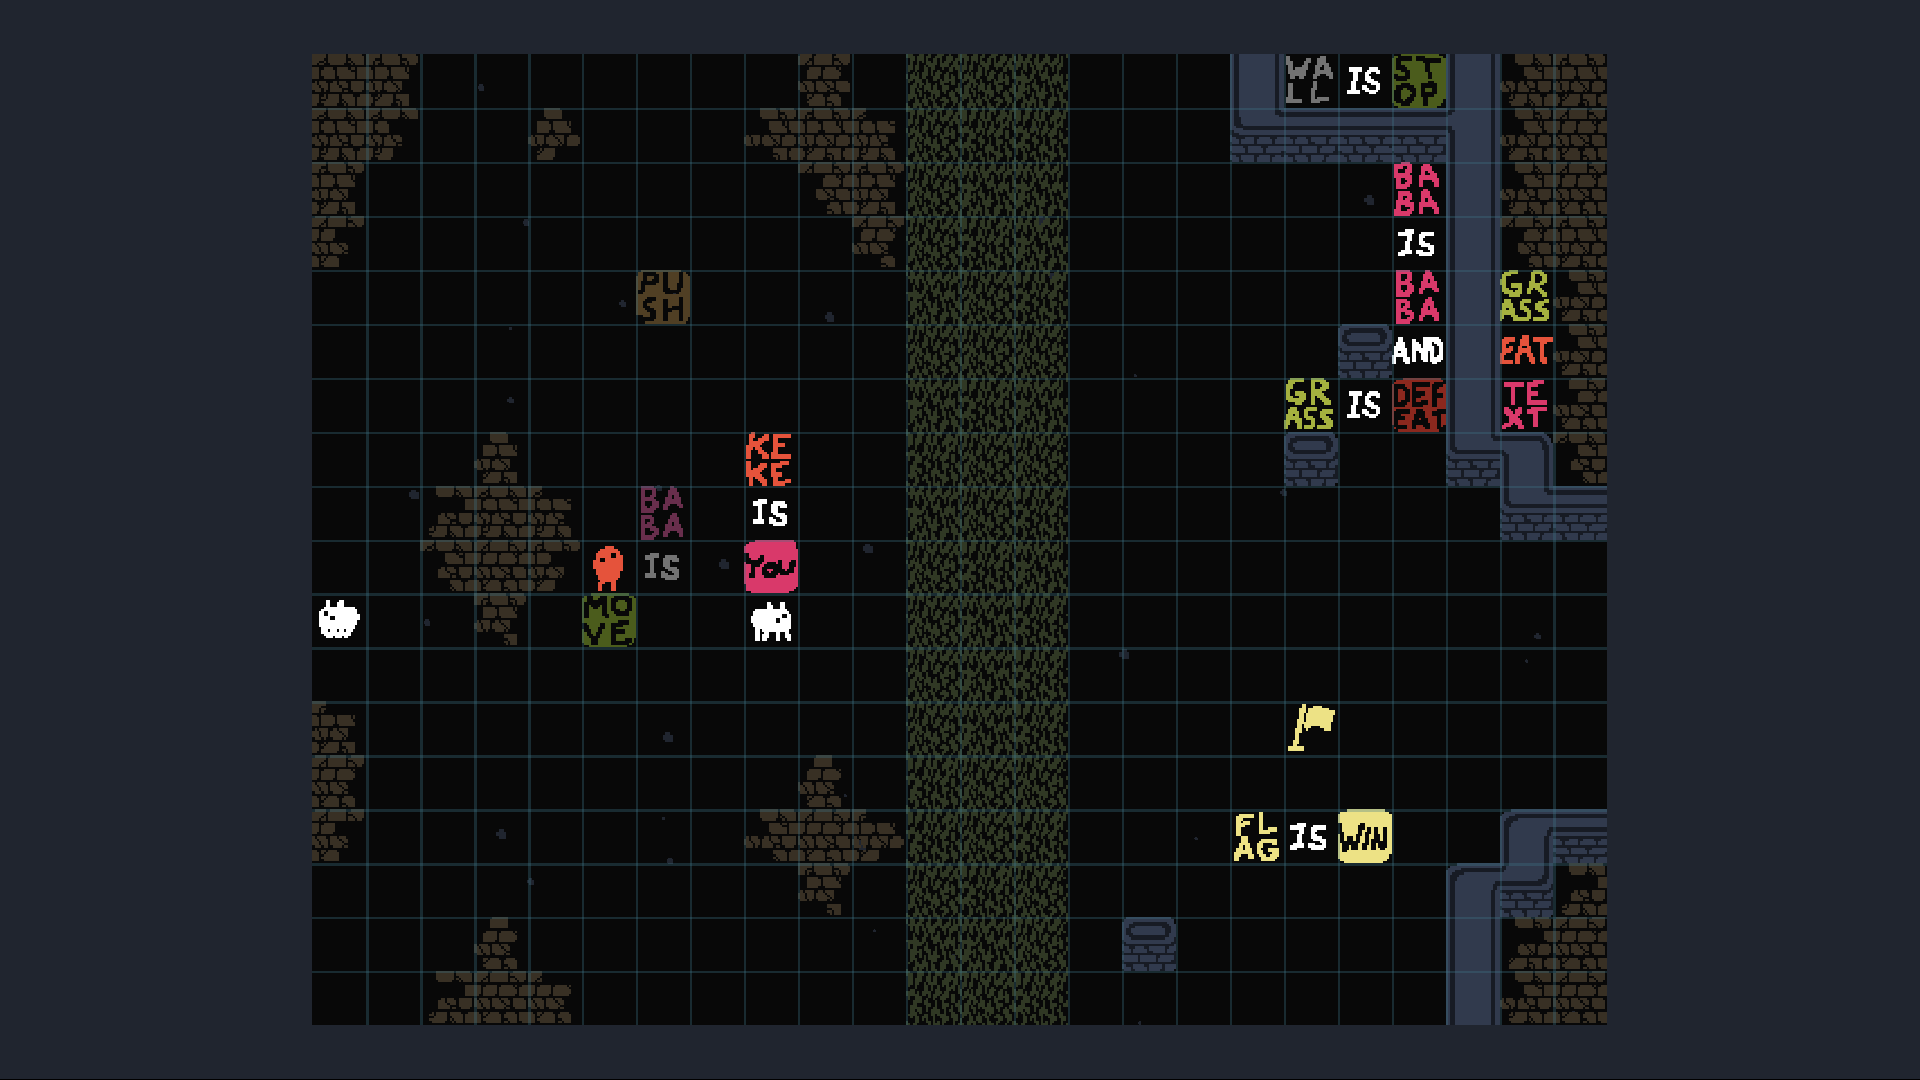 WALL IS STOP
BABA
IS
PUSH
BABA
GRASS
AND
EAT
GRASS IS DEFEAT
TEXT
KEKE
BABA
IS
IS
YOU
MOVE
FLAG IS WIN